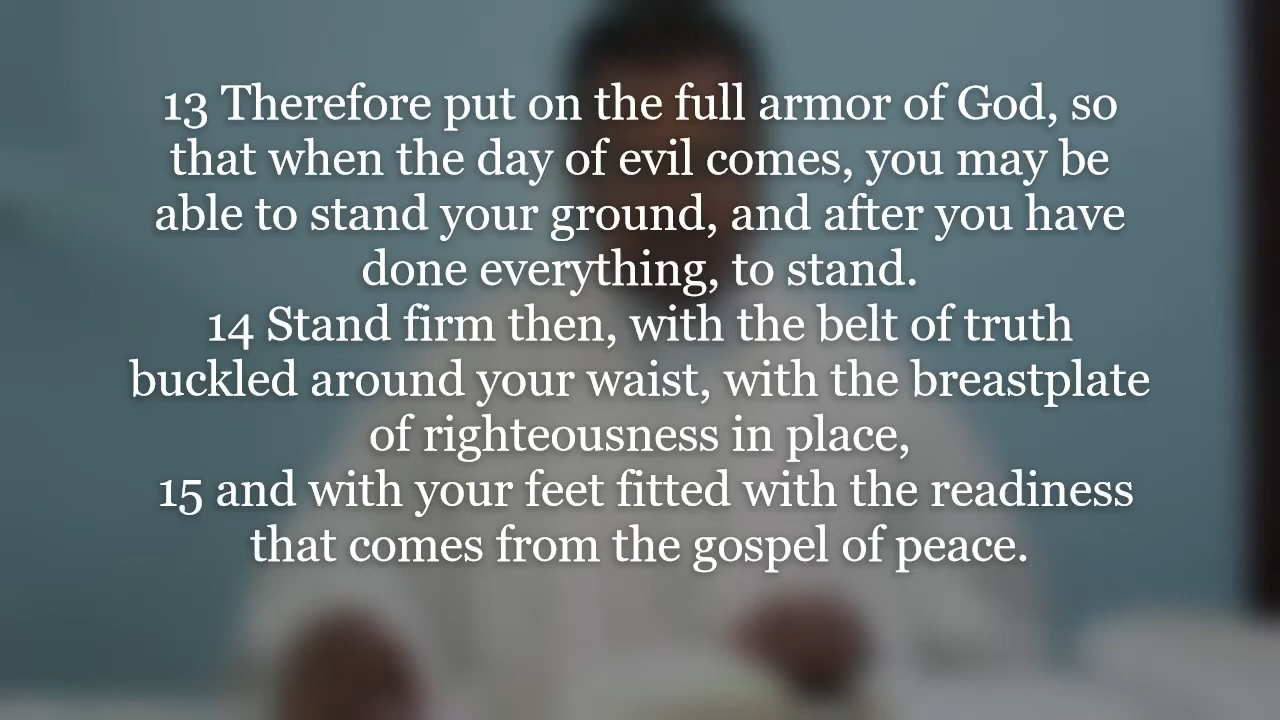 13 Therefore put on the full armor of God, so
that when the day of evil comes, you may be
able to stand your ground, and after you have
done everything, to stand.
14 Stand firm then, with the belt of truth
buckled around your waist, with the breastplate
of righteousness in place,
15 and with your feet fitted with the readiness
that comes from the gospel of peace.